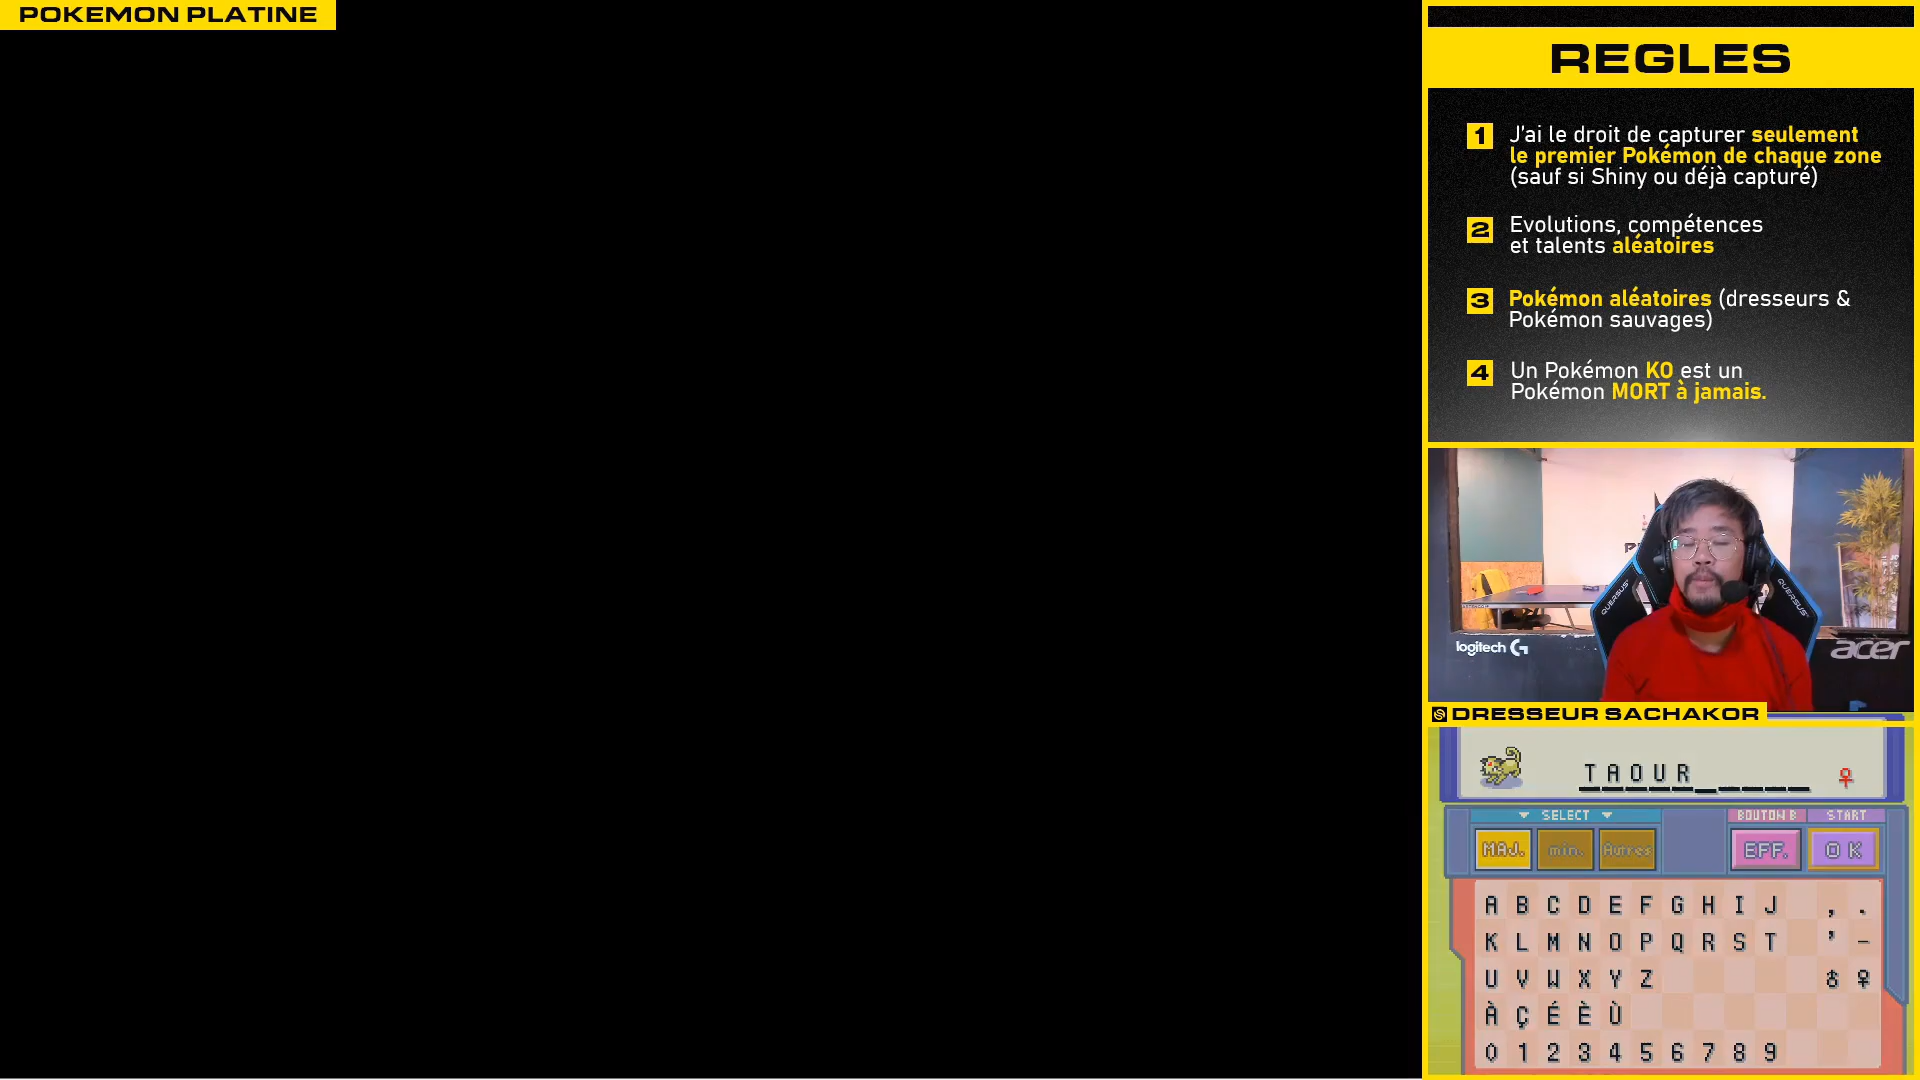 POKEMON PLATINE
REGLES
1
J'ai le droit de capturer seulement
le premier Pokémon de chaque zone
(sauf si Shiny ou déjà capturé)
2
Evolutions, compétences
et talents aléatoires
3
Pokémon aléatoires (dresseurs &
Pokémon sauvages)
4
Un Pokémon KO est un
Pokémon MORT à jamais.
QUERSUS
QUERSUS
logitech G
acer
DRESSEUR SACHAKOR
TAOUR_____ ♀
SELECT BOUTON B START
MAJ. min. Autres EFF. OK
A B C D E F G H I J , .
K L M N O P Q R S T ' -
U V W X Y Z ♂ ♀
À Ç É È Ù
0 1 2 3 4 5 6 7 8 9